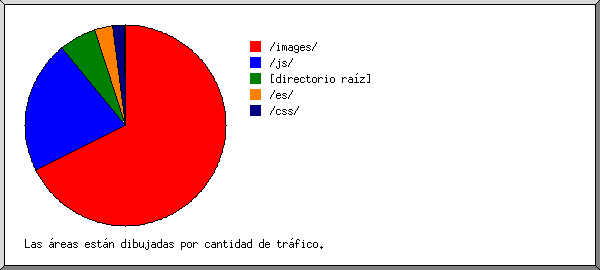 /images/
/js/
[directorio raíz]
/es/
/css/
Las áreas están dibujadas por cantidad de tráfico.